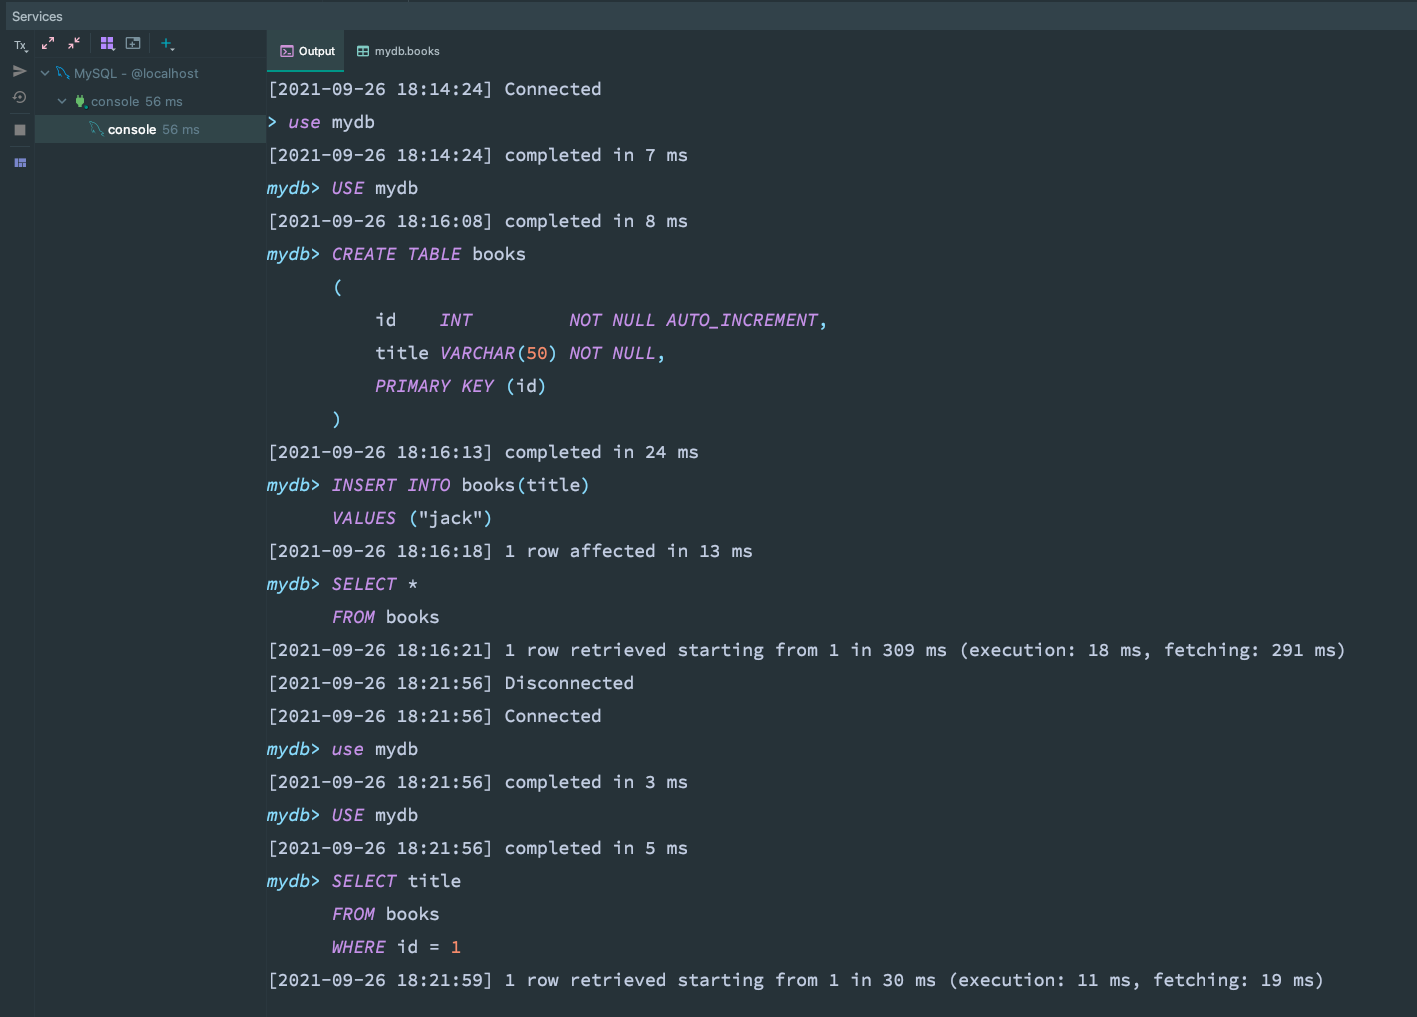 Services
Tx
Output
mydb.books
MySQL - @localhost
console 56 ms
console 56 ms
[2021-09-26 18:14:24] Connected
> use mydb
[2021-09-26 18:14:24] completed in 7 ms
mydb> USE mydb
[2021-09-26 18:16:08] completed in 8 ms
mydb> CREATE TABLE books
(
id    INT         NOT NULL AUTO_INCREMENT,
title VARCHAR(50) NOT NULL,
PRIMARY KEY (id)
)
[2021-09-26 18:16:13] completed in 24 ms
mydb> INSERT INTO books(title)
VALUES ("jack")
[2021-09-26 18:16:18] 1 row affected in 13 ms
mydb> SELECT *
FROM books
[2021-09-26 18:16:21] 1 row retrieved starting from 1 in 309 ms (execution: 18 ms, fetching: 291 ms)
[2021-09-26 18:21:56] Disconnected
[2021-09-26 18:21:56] Connected
mydb> use mydb
[2021-09-26 18:21:56] completed in 3 ms
mydb> USE mydb
[2021-09-26 18:21:56] completed in 5 ms
mydb> SELECT title
FROM books
WHERE id = 1
[2021-09-26 18:21:59] 1 row retrieved starting from 1 in 30 ms (execution: 11 ms, fetching: 19 ms)